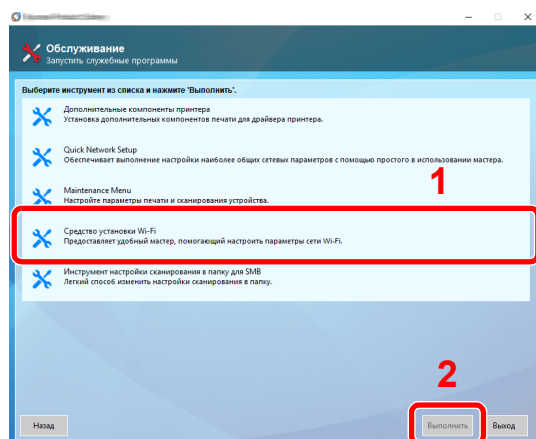 Обслуживание
Запустить служебные программы
Выберите инструмент из списка и нажмите 'Выполнить'.
Дополнительные компоненты принтера
Установка дополнительных компонентов печати для драйвера принтера.
Quick Network Setup
Обеспечивает выполнение настройки наиболее общих сетевых параметров с помощью простого в использовании мастера.
1
Maintenance Menu
Настройте параметры печати и сканирования устройства.
Средство установки Wi-Fi
Предоставляет удобный мастер, помогающий настроить параметры сети Wi-Fi.
Инструмент настройки сканирования в папку для SMB
Легкий способ изменить настройки сканирования в папку.
2
Назад
Выполнить
Выход